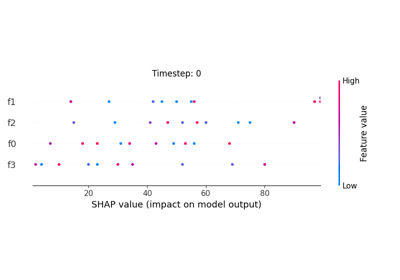 Timestep: 0
High
f1
f2
f0
f3
Feature value
Low
20 40 60 80
SHAP value (impact on model output)